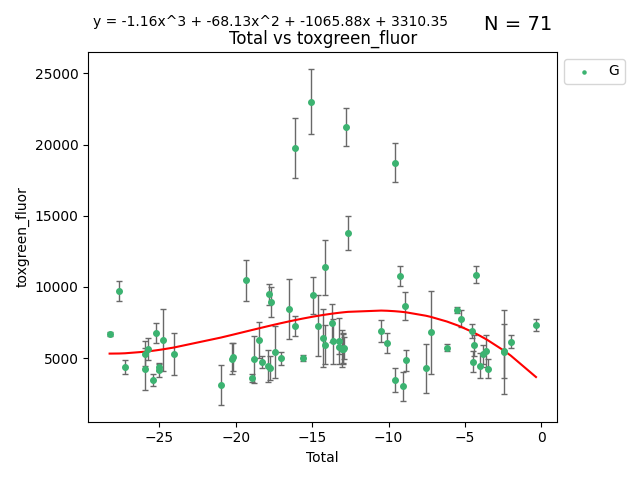 y = -1.16x^3 + -68.13x^2 + -1065.88x + 3310.35
N = 71
Total vs toxgreen_fluor
G
25000
20000
15000
10000
5000
toxgreen_fluor
−25
−20
−15
−10
−5
0
Total